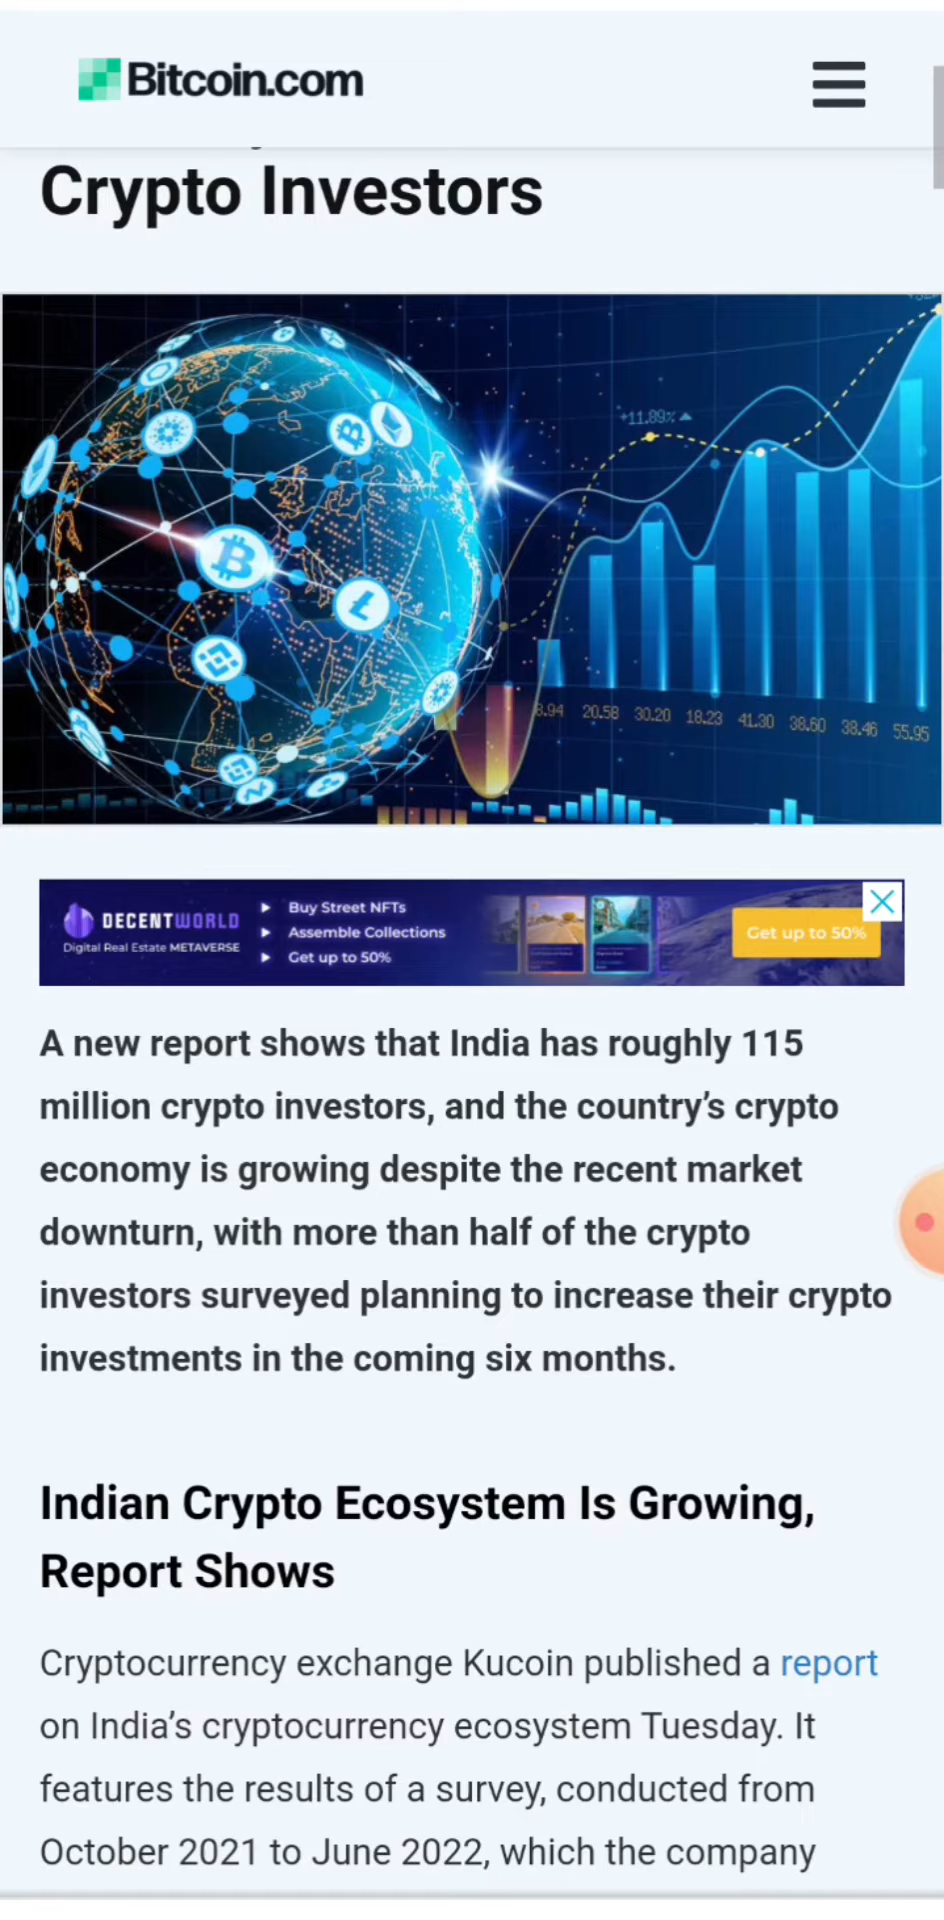 Bitcoin.com
Crypto Investors
+11.89%
8.94 20.58 30.20 18.23 41.30 38.60 38.46 55.95
DECENTWORLD
Digital Real Estate METAVERSE
Buy Street NFTs
Assemble Collections
Get up to 50%
Get up to 50%
A new report shows that India has roughly 115
million crypto investors, and the country’s crypto
economy is growing despite the recent market
downturn, with more than half of the crypto
investors surveyed planning to increase their crypto
investments in the coming six months.
Indian Crypto Ecosystem Is Growing,
Report Shows
Cryptocurrency exchange Kucoin published a report
on India’s cryptocurrency ecosystem Tuesday. It
features the results of a survey, conducted from
October 2021 to June 2022, which the company